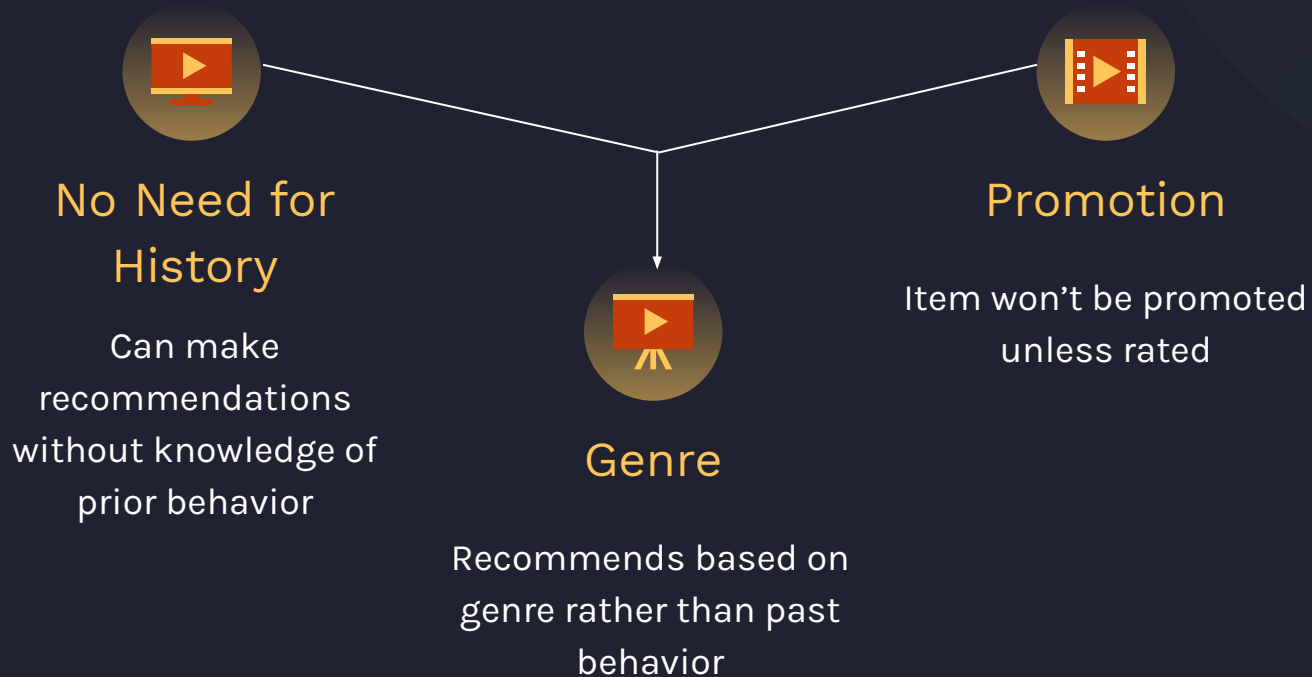 No Need for
History
Can make
recommendations
without knowledge of
prior behavior
Genre
Recommends based on
genre rather than past
behavior
Promotion
Item won’t be promoted
unless rated